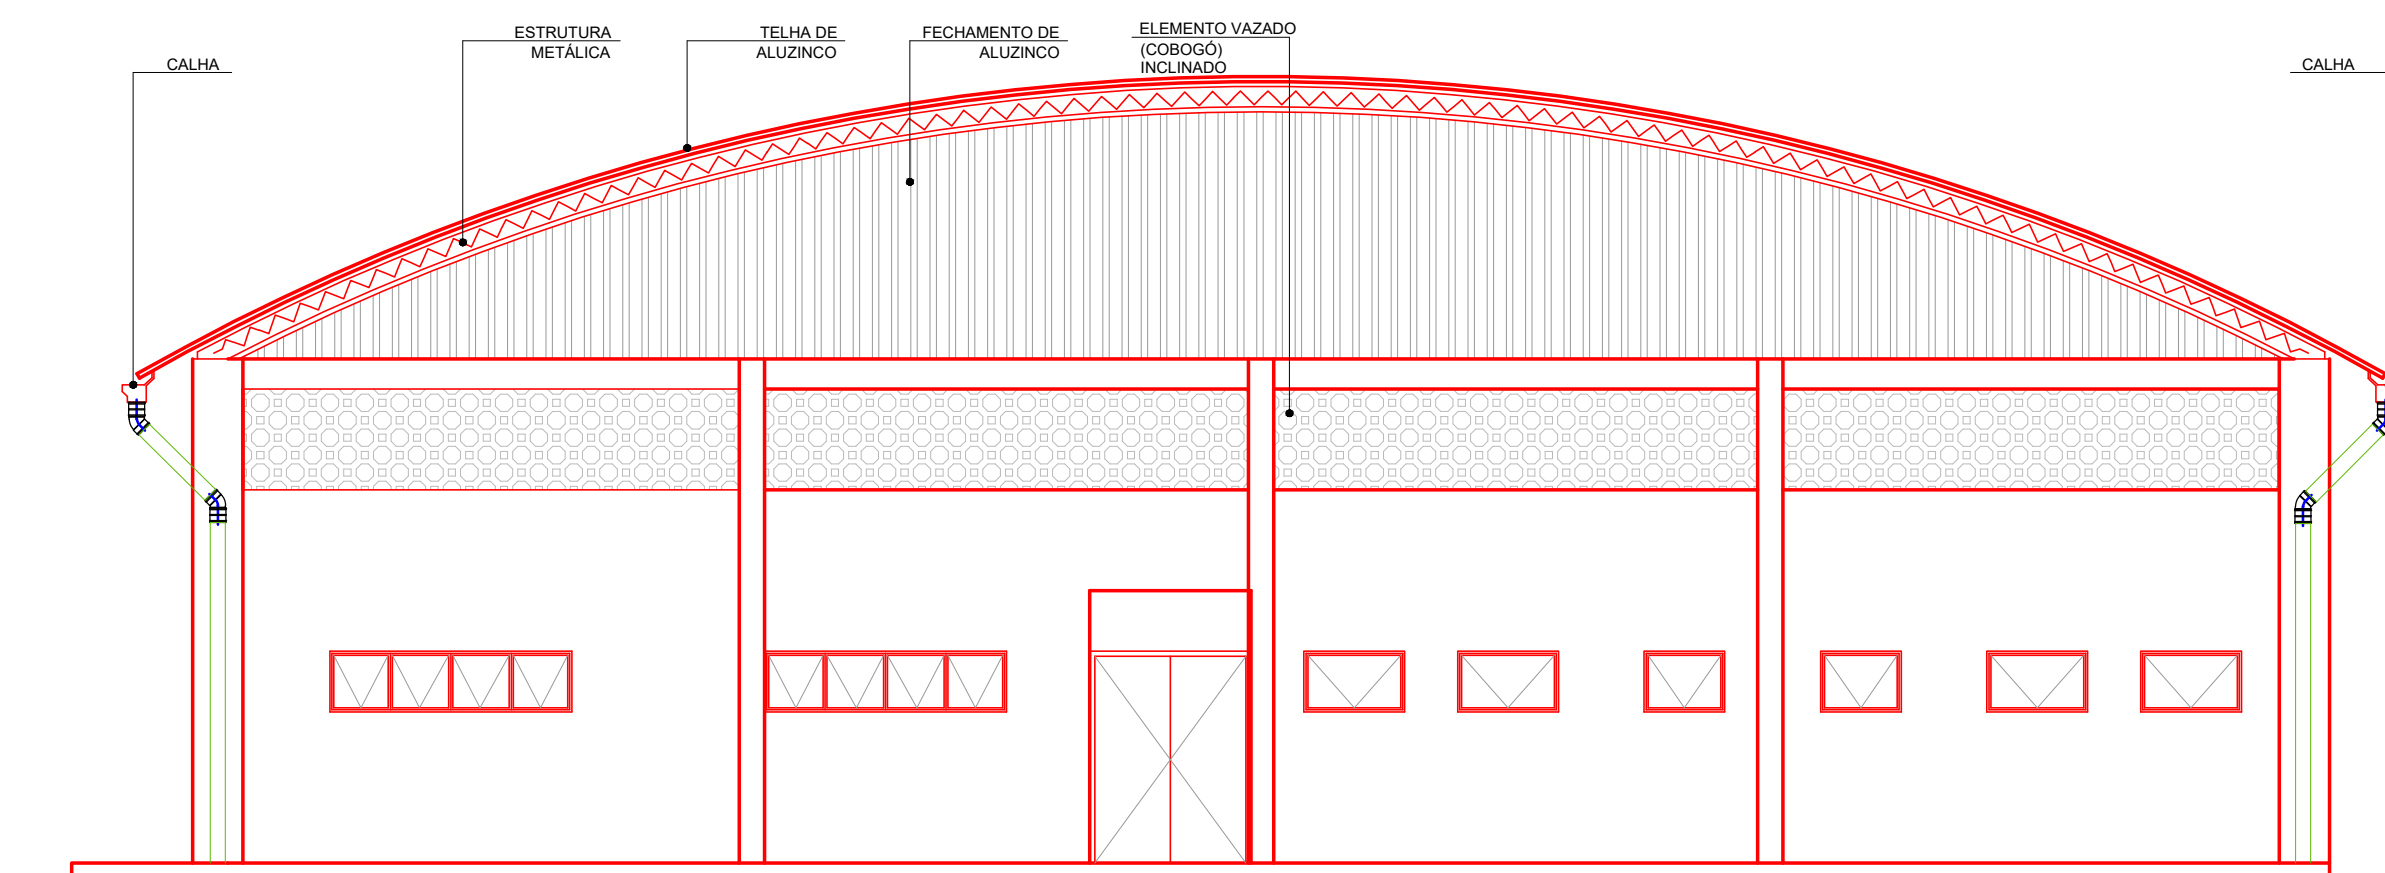 CALHA
ESTRUTURA
METÁLICA
TELHA DE
ALUZINCO
FECHAMENTO DE
ALUZINCO
ELEMENTO VAZADO
(COBOGÓ)
INCLINADO
CALHA